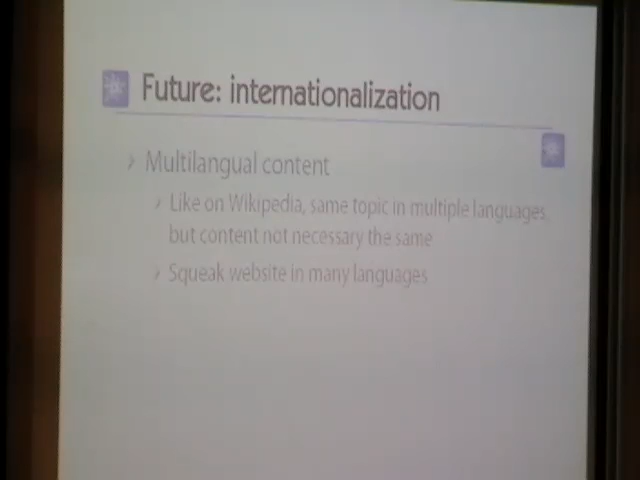 Future: internationalization
Multilangual content
Like on Wikipedia, same topic in multiple languages,
but content not necessary the same
Squeak website in many languages